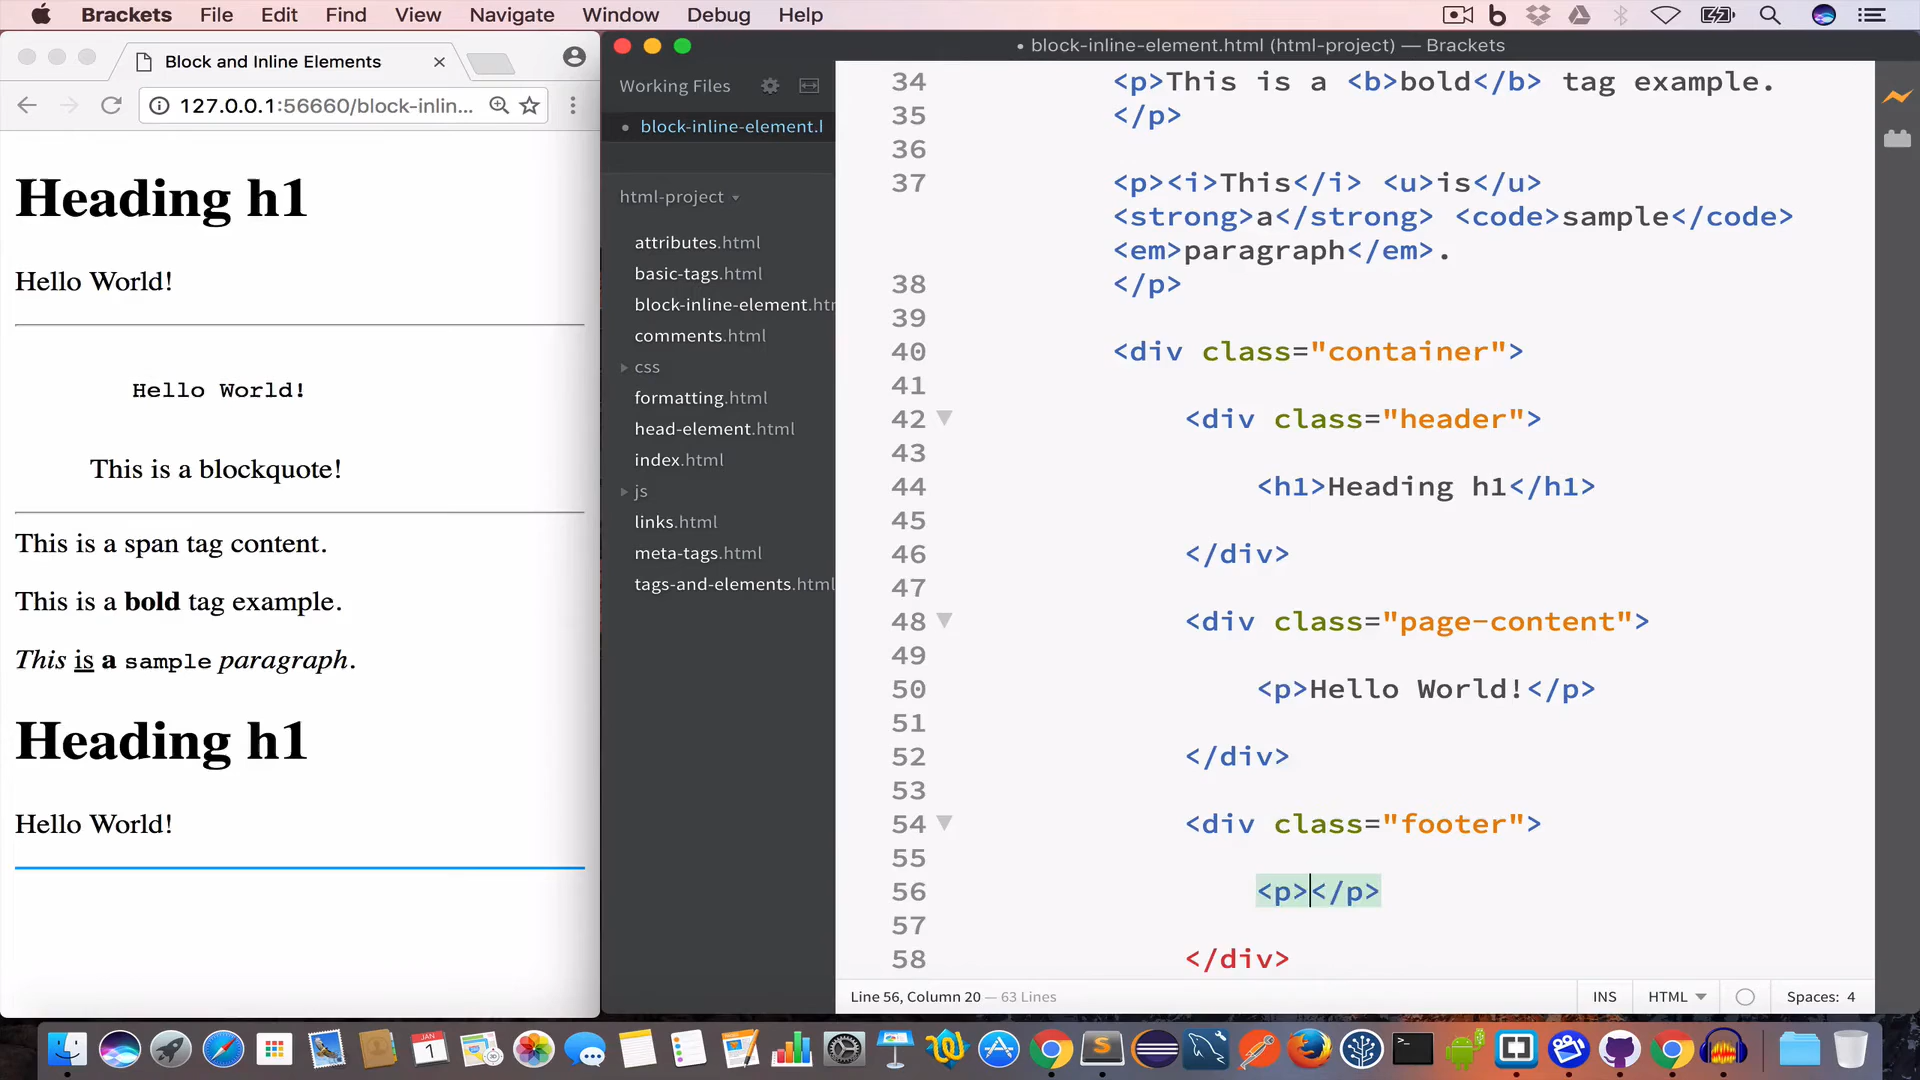 Brackets File Edit Find View Navigate Window Debug Help
Block and Inline Elements
127.0.0.1:56660/block-inlin...
Heading h1
Hello World!
Hello World!
This is a blockquote!
This is a span tag content.
This is a bold tag example.
This is a sample paragraph.
Heading h1
Hello World!
• block-inline-element.html (html-project) — Brackets
Working Files
• block-inline-element.
html-project
attributes.html
basic-tags.html
block-inline-element.htm
comments.html
css
formatting.html
head-element.html
index.html
js
links.html
meta-tags.html
tags-and-elements.html
34 <p>This is a <b>bold</b> tag example.
35 </p>
36
37 <p><i>This</i> <u>is</u>
<strong>a</strong> <code>sample</code>
<em>paragraph</em>.
38 </p>
39
40 <div class="container">
41
42 <div class="header">
43
44 <h1>Heading h1</h1>
45
46 </div>
47
48 <div class="page-content">
49
50 <p>Hello World!</p>
51
52 </div>
53
54 <div class="footer">
55
56 <p></p>
57
58 </div>
Line 56, Column 20 — 63 Lines
INS HTML Spaces: 4
JAN
1